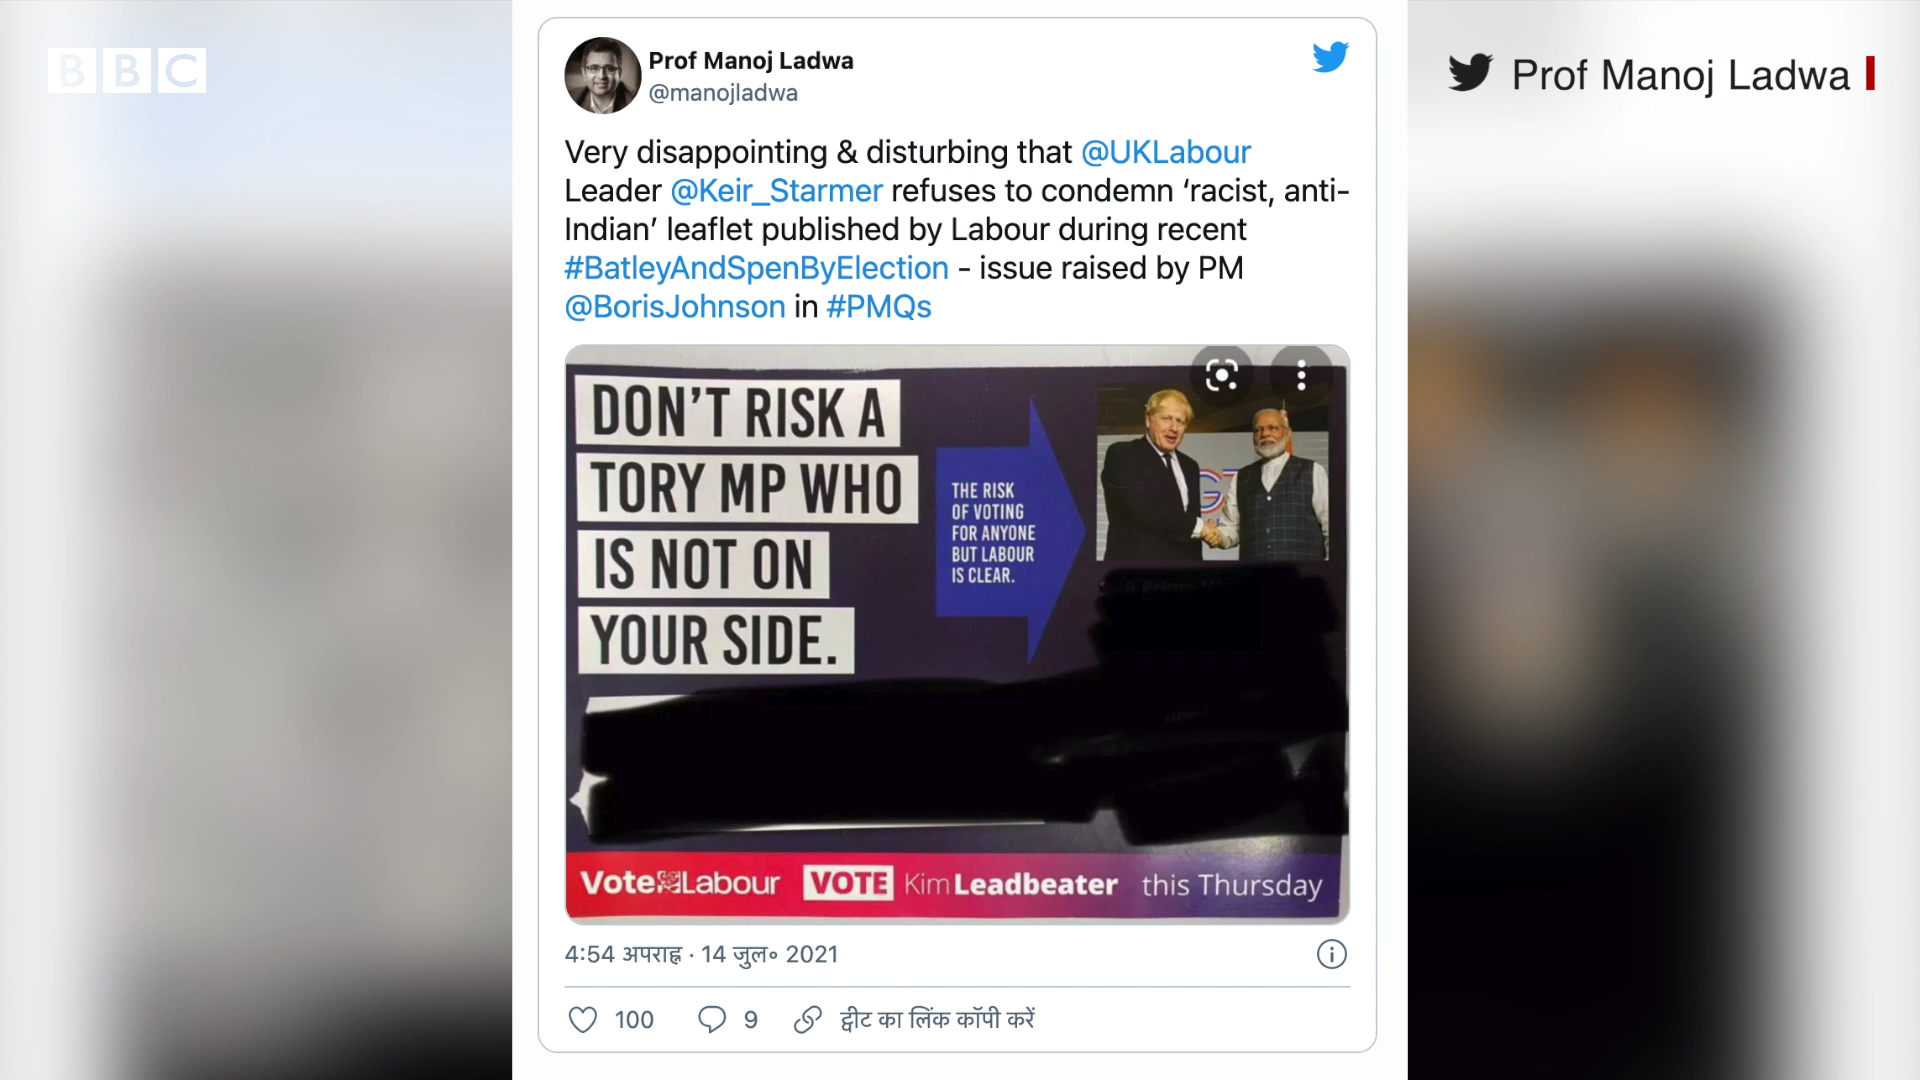 BBC
Prof Manoj Ladwa
Prof Manoj Ladwa
@manojladwa
Very disappointing & disturbing that @UKLabour
Leader @Keir_Starmer refuses to condemn ‘racist, anti-
Indian’ leaflet published by Labour during recent
#BatleyAndSpenByElection - issue raised by PM
@BorisJohnson in #PMQs
DON’T RISK A
TORY MP WHO
IS NOT ON
YOUR SIDE.
THE RISK
OF VOTING
FOR ANYONE
BUT LABOUR
IS CLEAR.
Vote Labour VOTE Kim Leadbeater this Thursday
4:54 अपराह्न · 14 जुल॰ 2021
100 9 ट्वीट का लिंक कॉपी करें